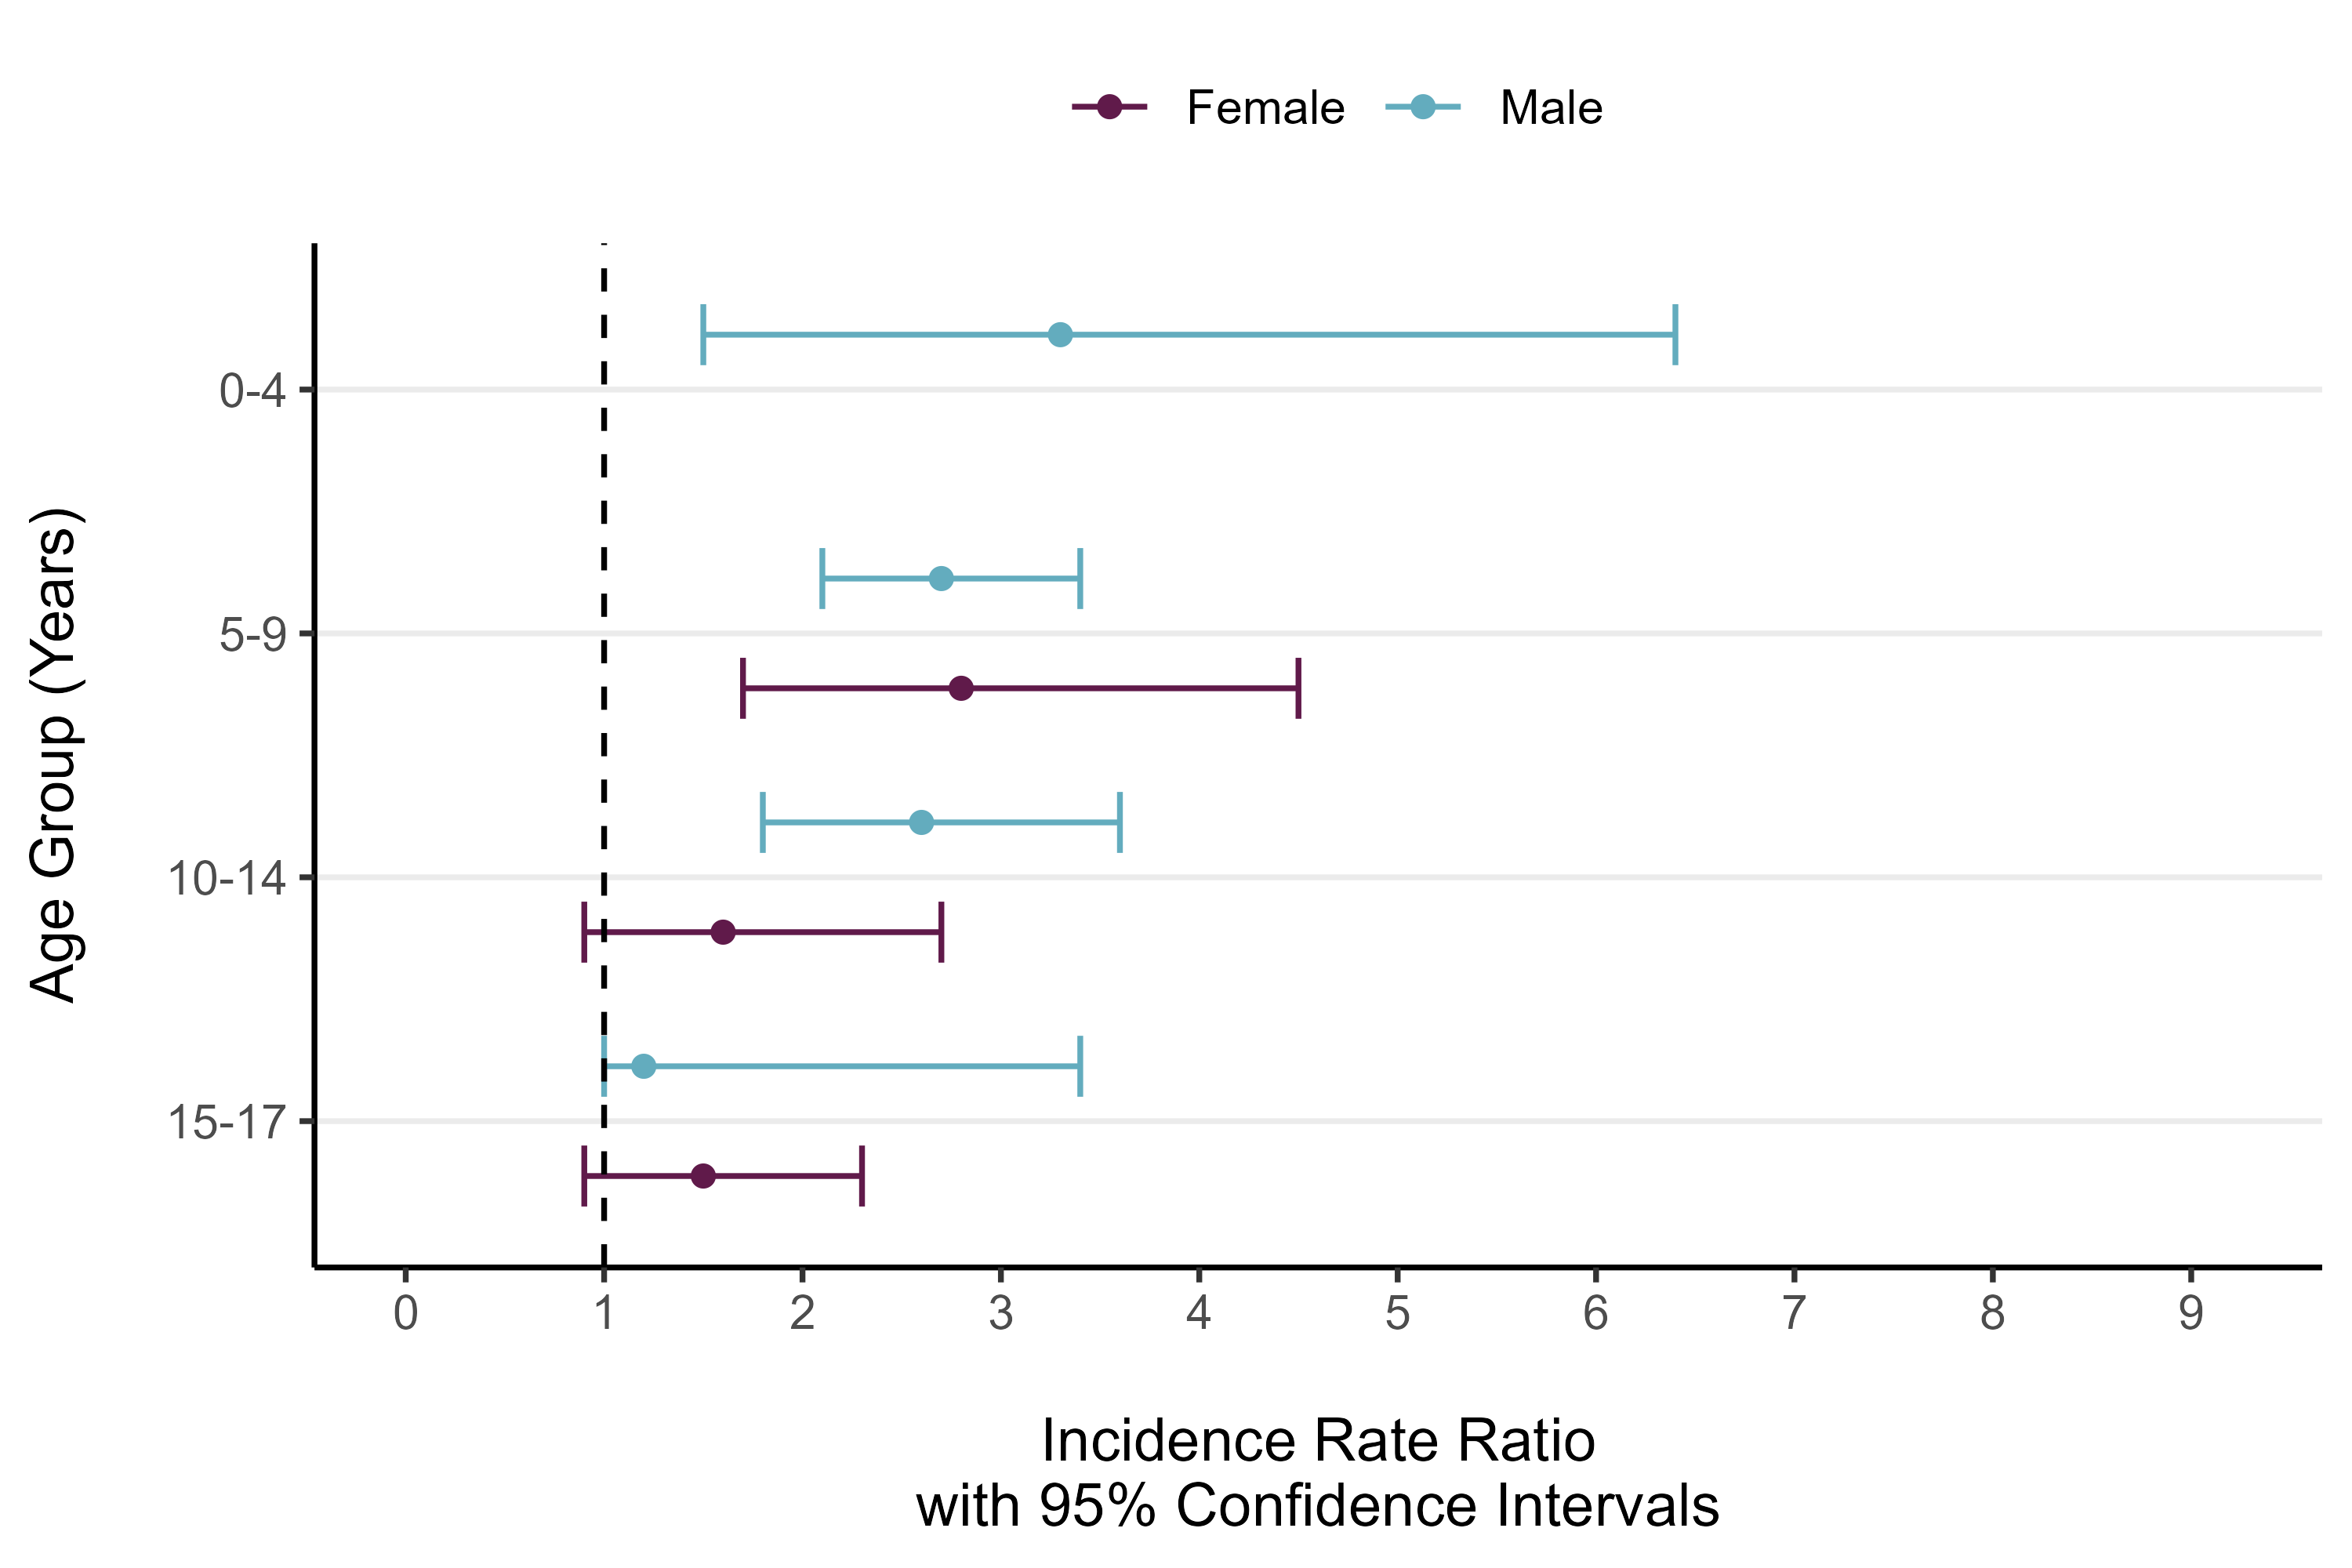 Female Male
Age Group (Years)
0-4
5-9
10-14
15-17
0 1 2 3 4 5 6 7 8 9
Incidence Rate Ratio
with 95% Confidence Intervals